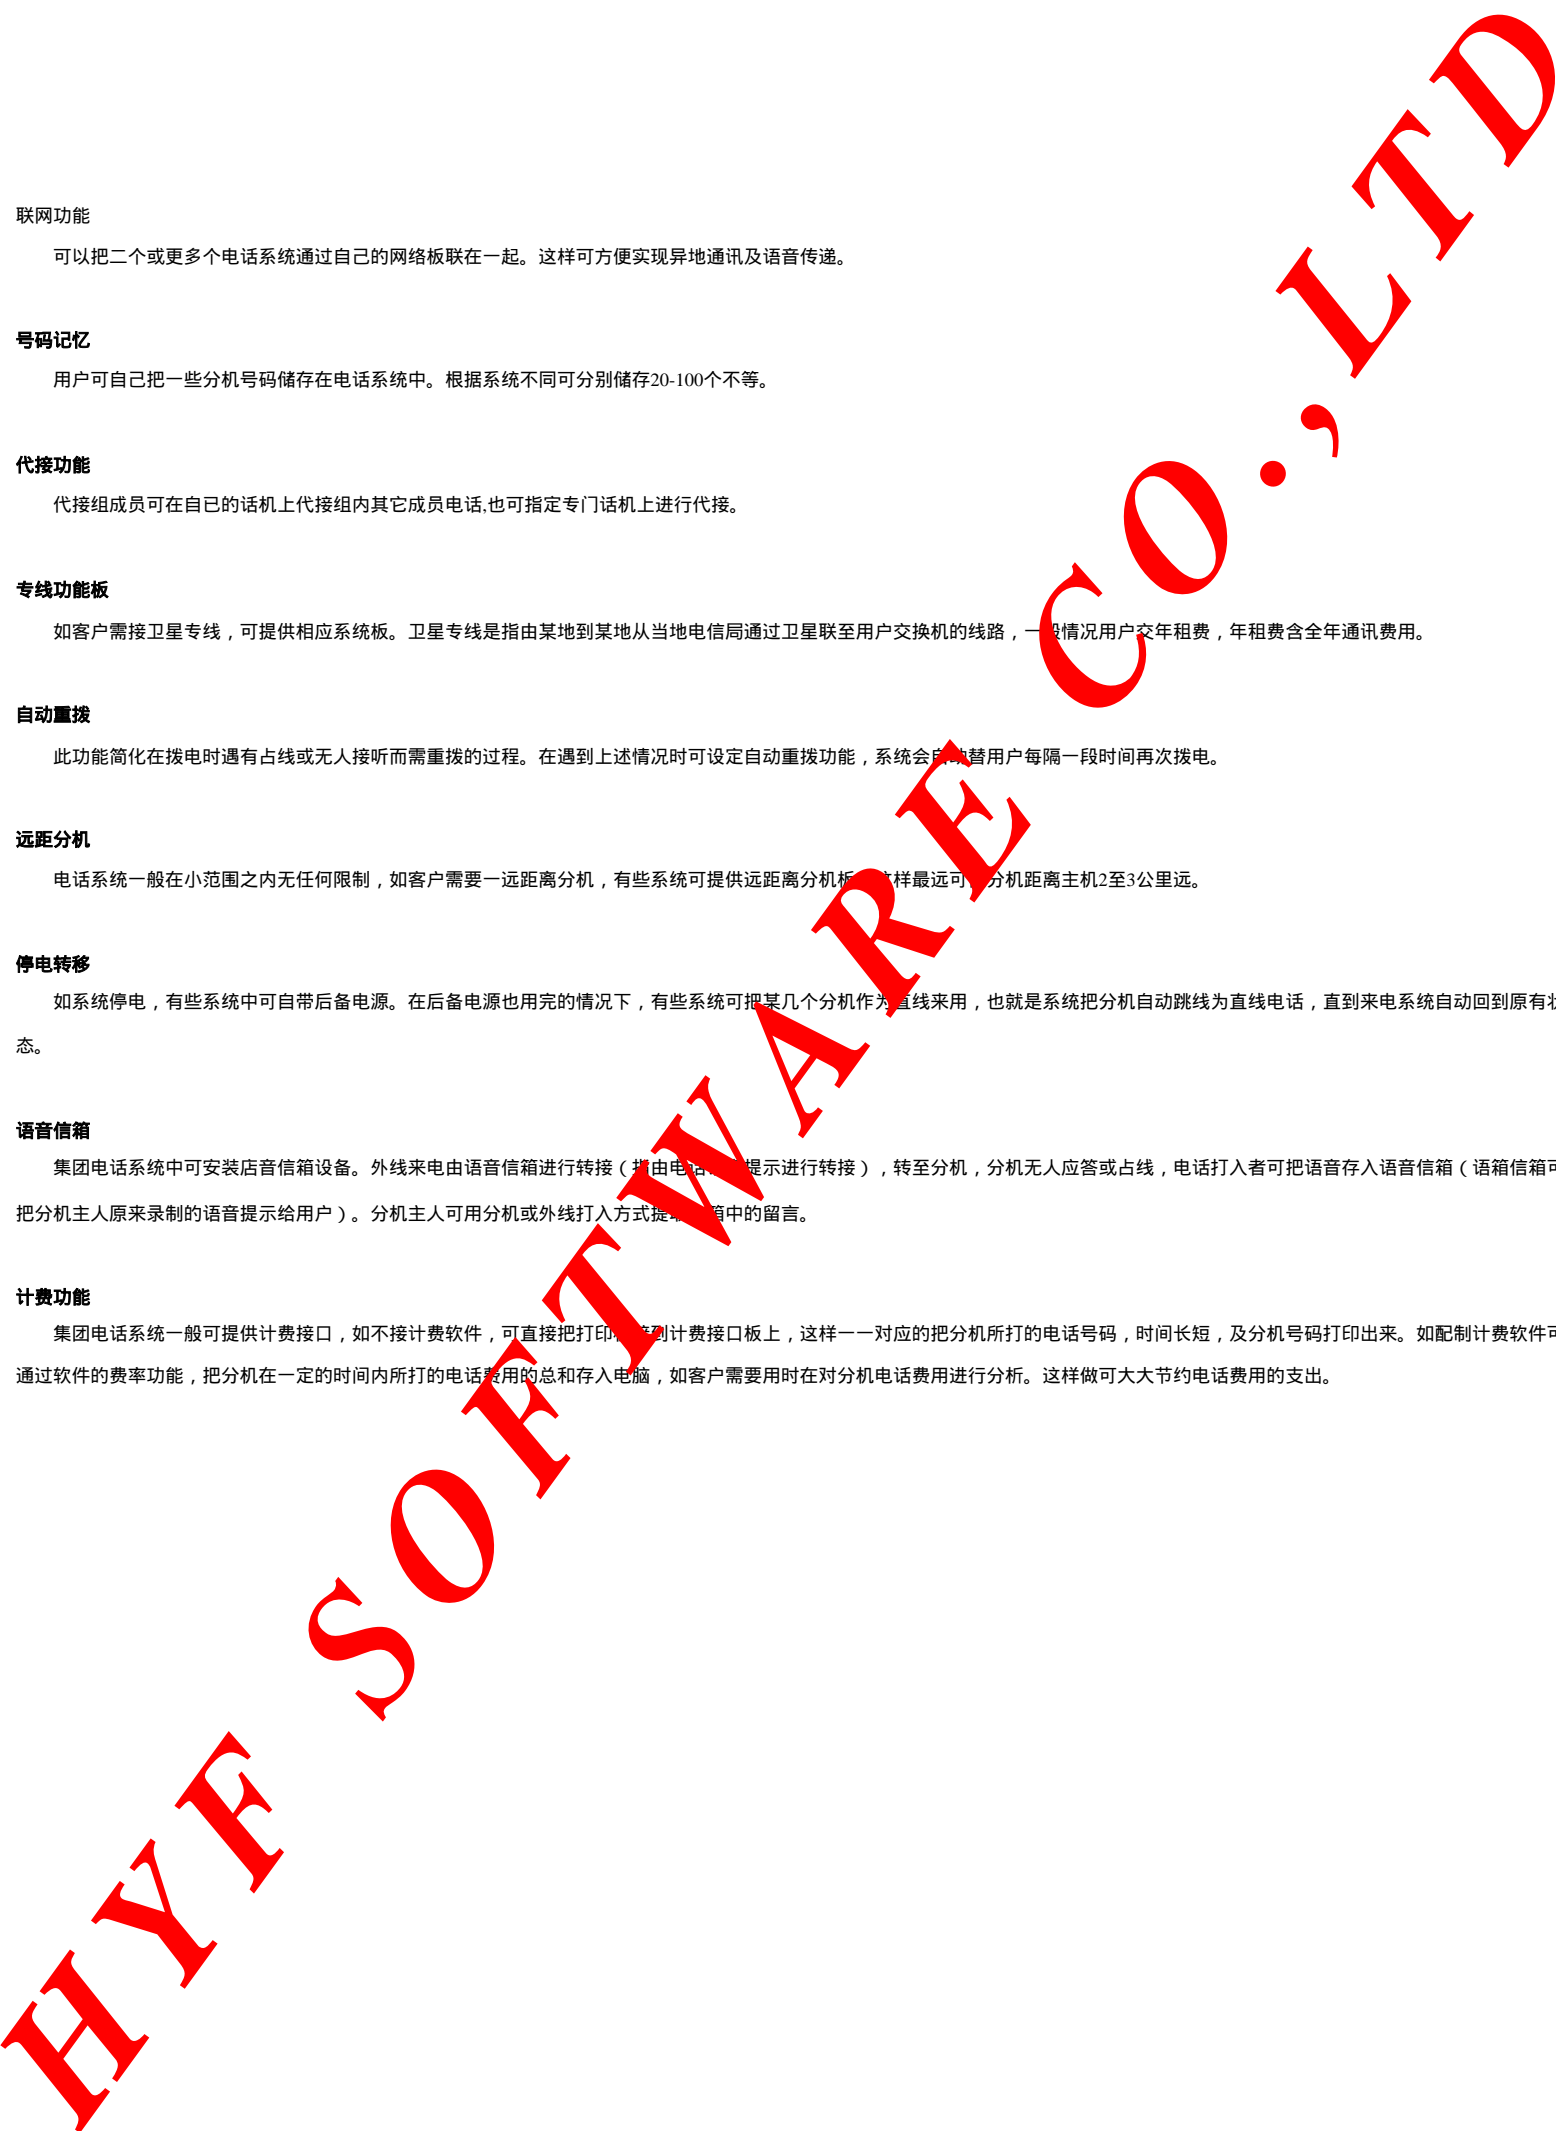 联网功能
可以把二个或更多个电话系统通过自己的网络板联在一起。这样可方便实现异地通讯及语音传递。
号码记忆
用户可自己把一些分机号码储存在电话系统中。根据系统不同可分别储存20-100个不等。
代接功能
代接组成员可在自已的话机上代接组内其它成员电话,也可指定专门话机上进行代接。
专线功能板
如客户需接卫星专线，可提供相应系统板。卫星专线是指由某地到某地从当地电信局通过卫星联至用户交换机的线路，一般情况用户交年租费，年租费含全年通讯费用。
自动重拨
此功能简化在拨电时遇有占线或无人接听而需重拨的过程。在遇到上述情况时可设定自动重拨功能，系统会自动替用户每隔一段时间再次拨电。
远距分机
电话系统一般在小范围之内无任何限制，如客户需要一远距离分机，有些系统可提供远距离分机板 这样最远可 分机距离主机2至3公里远。
停电转移
如系统停电，有些系统中可自带后备电源。在后备电源也用完的情况下，有些系统可把某几个分机作为直线来用，也就是系统把分机自动跳线为直线电话，直到来电系统自动回到原有状
态。
语音信箱
集团电话系统中可安装店音信箱设备。外线来电由语音信箱进行转接（指由电话 提示进行转接），转至分机，分机无人应答或占线，电话打入者可把语音存入语音信箱（语箱信箱可
把分机主人原来录制的语音提示给用户）。分机主人可用分机或外线打入方式提取 箱中的留言。
计费功能
集团电话系统一般可提供计费接口，如不接计费软件，可直接把打印 接到计费接口板上，这样一一对应的把分机所打的电话号码，时间长短，及分机号码打印出来。如配制计费软件可
通过软件的费率功能，把分机在一定的时间内所打的电话费用的总和存入电脑，如客户需要用时在对分机电话费用进行分析。这样做可大大节约电话费用的支出。
HYF SOFTWARE CO.,LTD